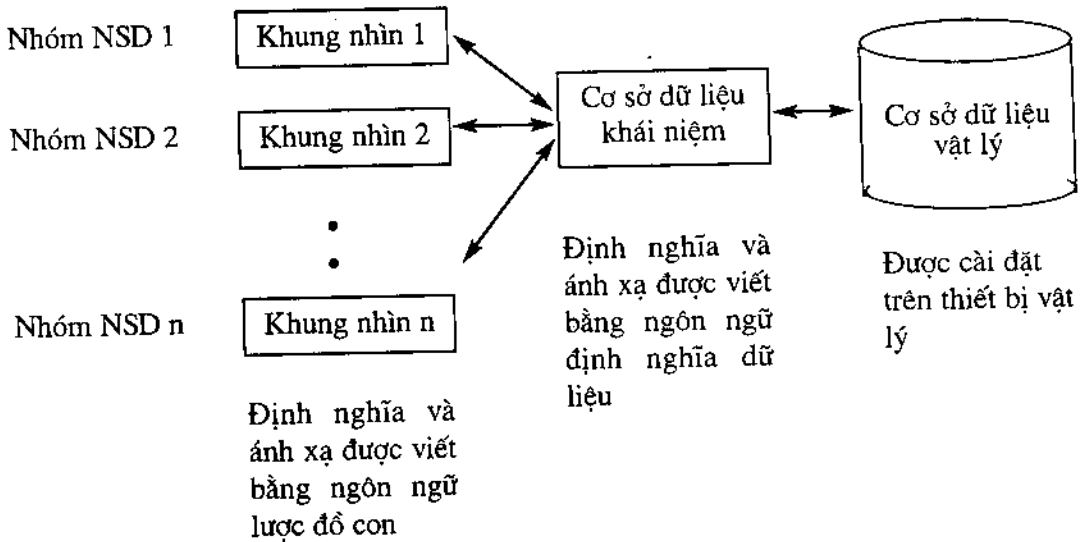 Nhóm NSD 1
Khung nhìn 1
Nhóm NSD 2
Khung nhìn 2
Nhóm NSD n
Khung nhìn n
Định nghĩa và
ánh xạ được viết
bằng ngôn ngữ
lược đồ con
Cơ sở dữ liệu
khái niệm
Định nghĩa và
ánh xạ được viết
bằng ngôn ngữ
định nghĩa dữ
liệu
Cơ sở dữ liệu
vật lý
Được cài đặt
trên thiết bị vật
lý